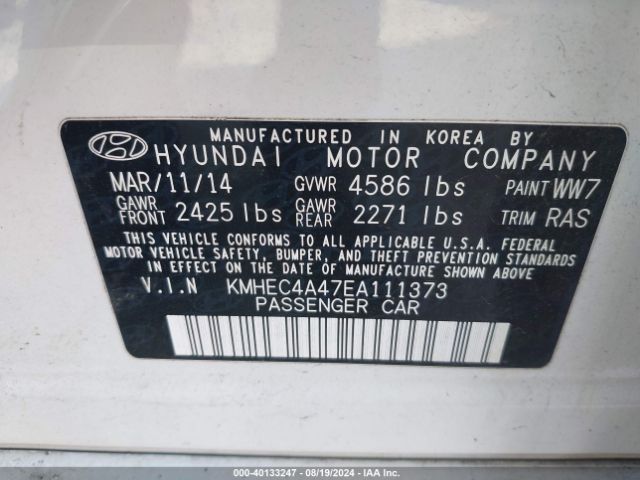 MANUFACTURED IN KOREA BY
HYUNDAI MOTOR COMPANY
MAR/11/14 GVWR 4586 lbs PAINT WW7
GAWR FRONT 2425 lbs GAWR REAR 2271 lbs TRIM RAS
THIS VEHICLE CONFORMS TO ALL APPLICABLE U.S.A. FEDERAL
MOTOR VEHICLE SAFETY, BUMPER, AND THEFT PREVENTION STANDARDS
IN EFFECT ON THE DATE OF MANUFACTURE SHOWN ABOVE
V.I.N KMHEC4A47EA111373
PASSENGER CAR
000-40133247 - 08/19/2024 - IAA Inc.